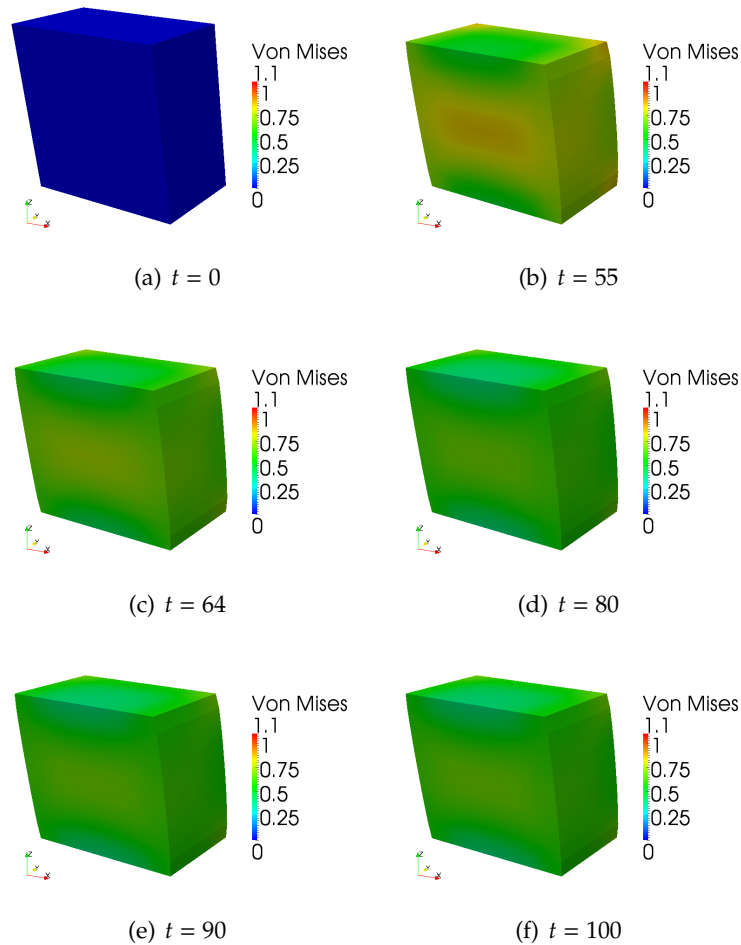 Von Mises
1.1
1
0.75
0.5
0.25
0
Z
Y
X
(a) t = 0
Von Mises
1.1
1
0.75
0.5
0.25
0
Z
Y
X
(b) t = 55
Von Mises
1.1
1
0.75
0.5
0.25
0
Z
Y
X
(c) t = 64
Von Mises
1.1
1
0.75
0.5
0.25
0
Z
Y
X
(d) t = 80
Von Mises
1.1
1
0.75
0.5
0.25
0
Z
Y
X
(e) t = 90
Von Mises
1.1
1
0.75
0.5
0.25
0
Z
Y
X
(f) t = 100